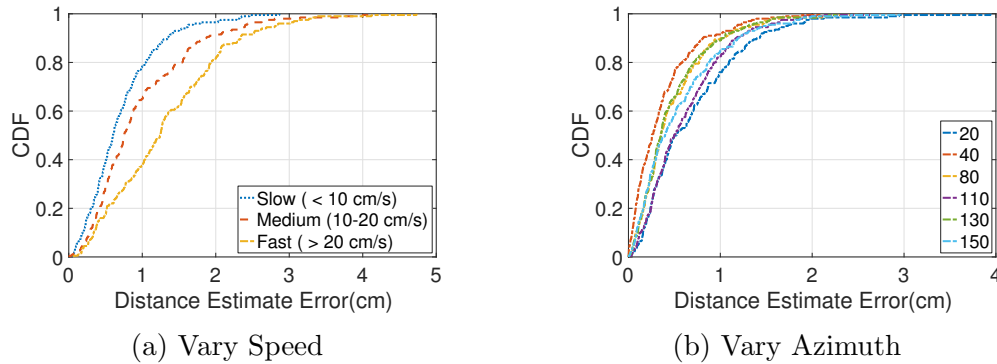 1
0.8
0.6
0.4
0.2
0
CDF
0 1 2 3 4 5
Distance Estimate Error(cm)
Slow ( < 10 cm/s)
Medium (10-20 cm/s)
Fast ( > 20 cm/s)
(a) Vary Speed
1
0.8
0.6
0.4
0.2
0
CDF
0 1 2 3 4
Distance Estimate Error(cm)
20
40
80
110
130
150
(b) Vary Azimuth